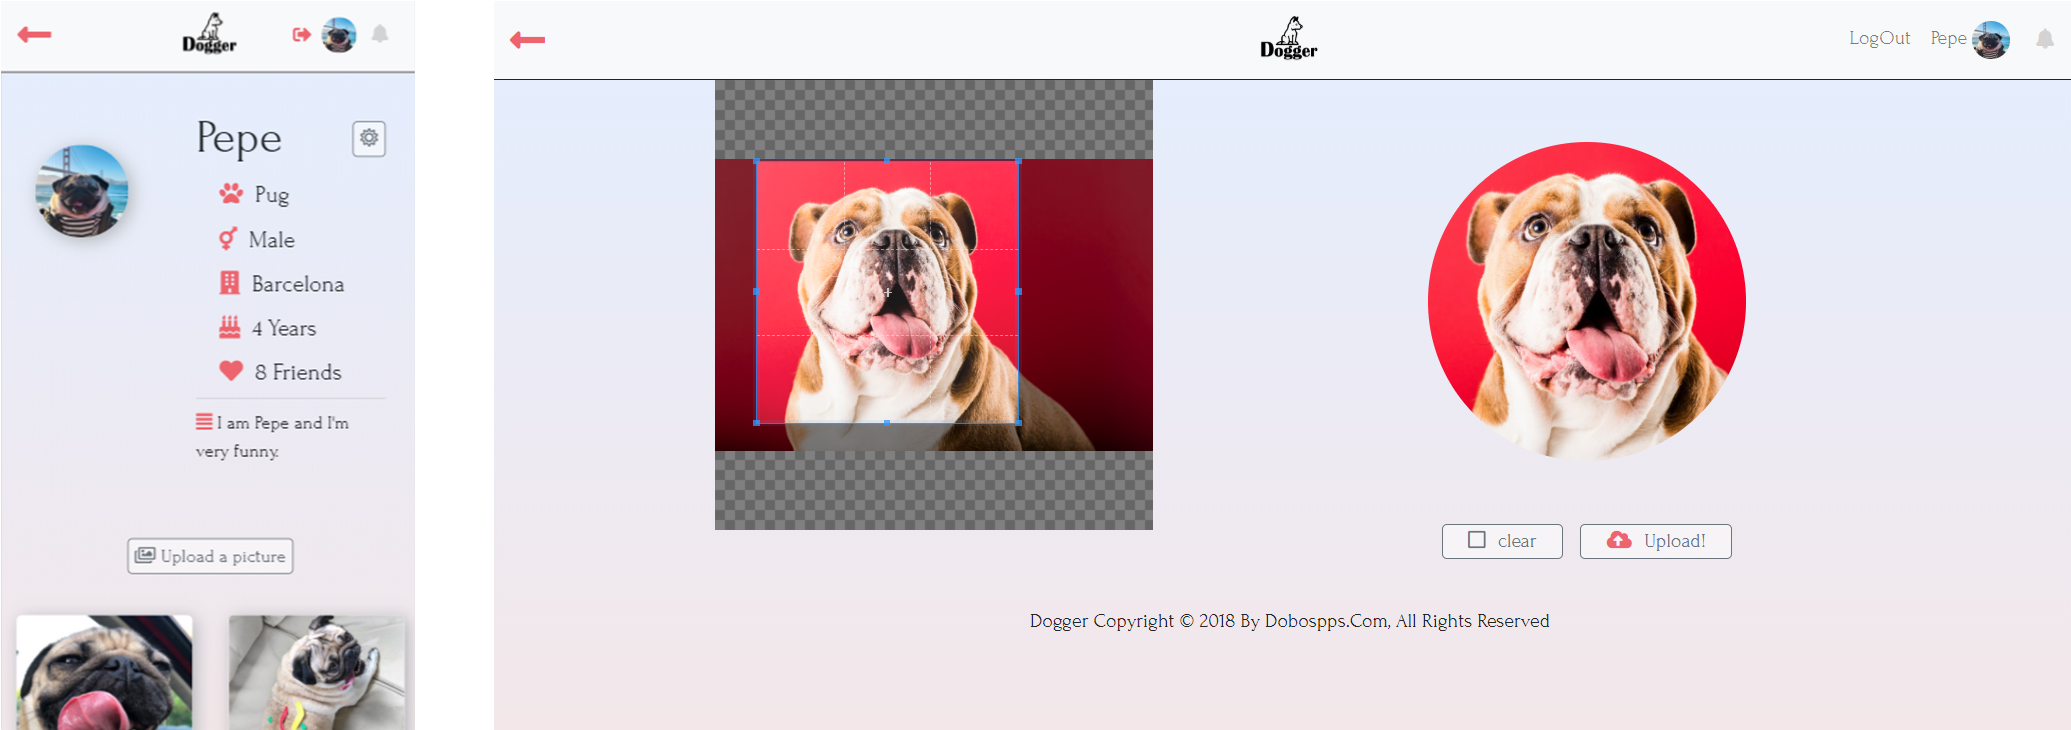 Dogger
Pepe
Pug
Male
Barcelona
4 Years
8 Friends
I am Pepe and I'm
very funny.
Upload a picture
Dogger
LogOut Pepe
clear Upload!
Dogger Copyright © 2018 By Dobospps.Com, All Rights Reserved